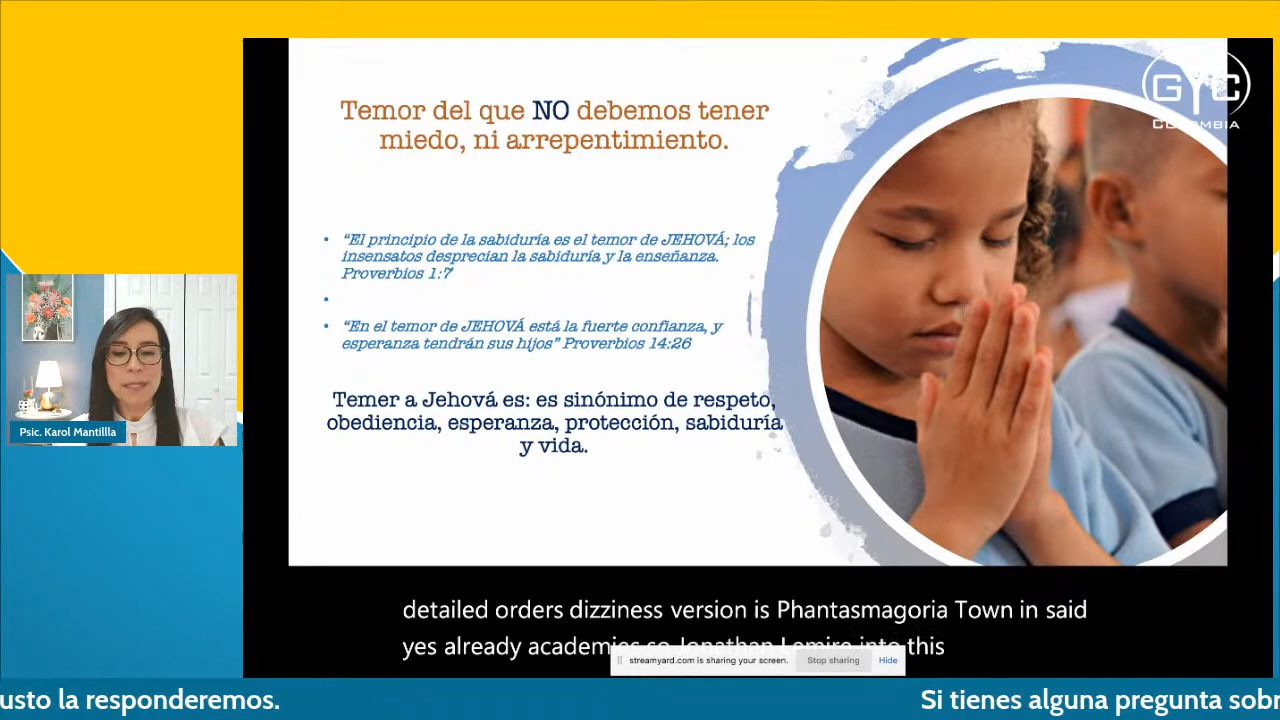 GYC
COLOMBIA
Temor del que NO debemos tener
miedo, ni arrepentimiento.
• “El principio de la sabiduría es el temor de JEHOVÁ; los
insensatos desprecian la sabiduría y la enseñanza.
Proverbios 1:7
•
• “En el temor de JEHOVÁ está la fuerte confianza, y
esperanza tendrán sus hijos” Proverbios 14:26
Temer a Jehová es: es sinónimo de respeto,
obediencia, esperanza, protección, sabiduría
y vida.
Psic. Karol Mantillla
detailed orders dizziness version is Phantasmagoria Town in said
yes already academies so Jonathan Lemire into this
streamyard.com is sharing your screen. Stop sharing Hide
usto la responderemos. Si tienes alguna pregunta sobr